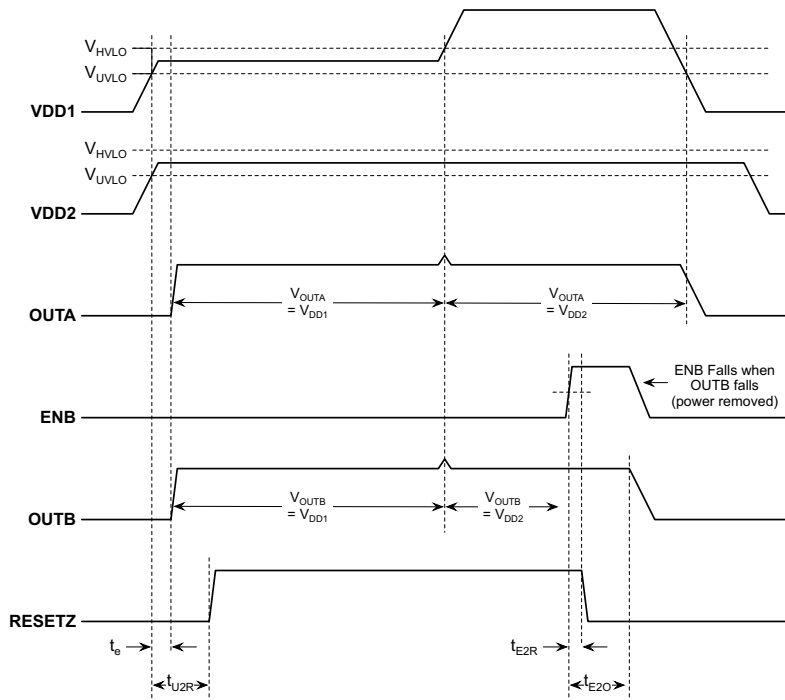 VHVLO
VUVLO
VDD1
VHVLO
VUVLO
VDD2
VOUTA
= VDD1
VOUTA
= VDD2
OUTA
ENB Falls when
OUTB falls
(power removed)
ENB
VOUTB
= VDD1
VOUTB
= VDD2
OUTB
RESETZ
te
tE2R
tU2R
tE2O